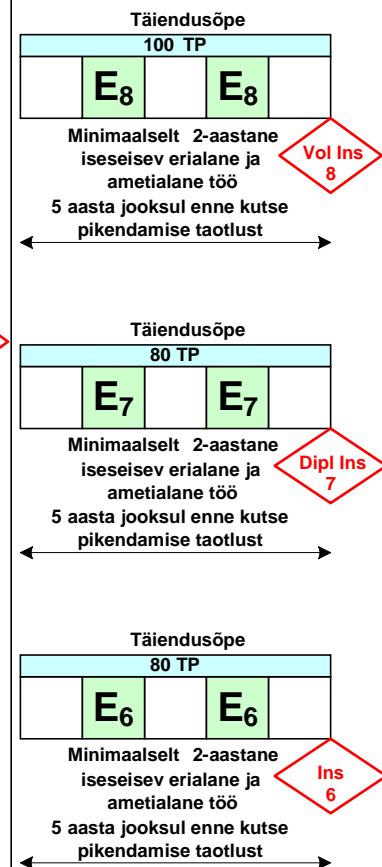 Täiendusõpe
100 TP
E8 E8
Minimaalselt 2-aastane
iseseisev erialane ja
ametialane töö
5 aasta jooksul enne kutse
pikendamise taotlust
Vol Ins
8
Täiendusõpe
80 TP
E7 E7
Minimaalselt 2-aastane
iseseisev erialane ja
ametialane töö
5 aasta jooksul enne kutse
pikendamise taotlust
Dipl Ins
7
Täiendusõpe
80 TP
E6 E6
Minimaalselt 2-aastane
iseseisev erialane ja
ametialane töö
5 aasta jooksul enne kutse
pikendamise taotlust
Ins
6